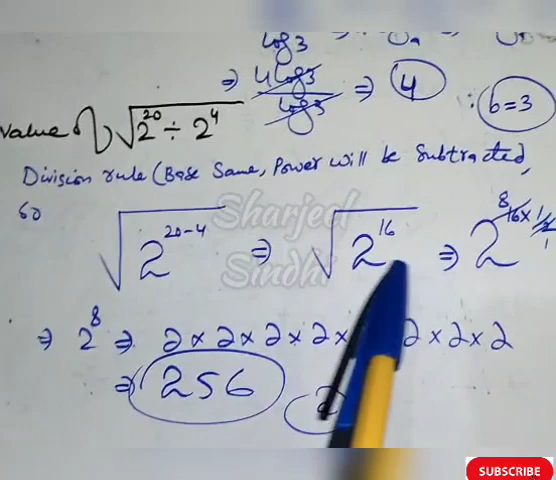 log3
⇒ 4log3/log3 ⇒ 4
∴ b=3
Value of √2^20 ÷ 2^4
Division rule (Base Same, Power will be Subtracted,
so
√2^20-4 ⇒ √2^16 ⇒ 2^16×1/2 8
⇒ 2^8 ⇒ 2×2×2×2× 2×2×2
⇒ 256
Sharjeel
Sindhi
SUBSCRIBE